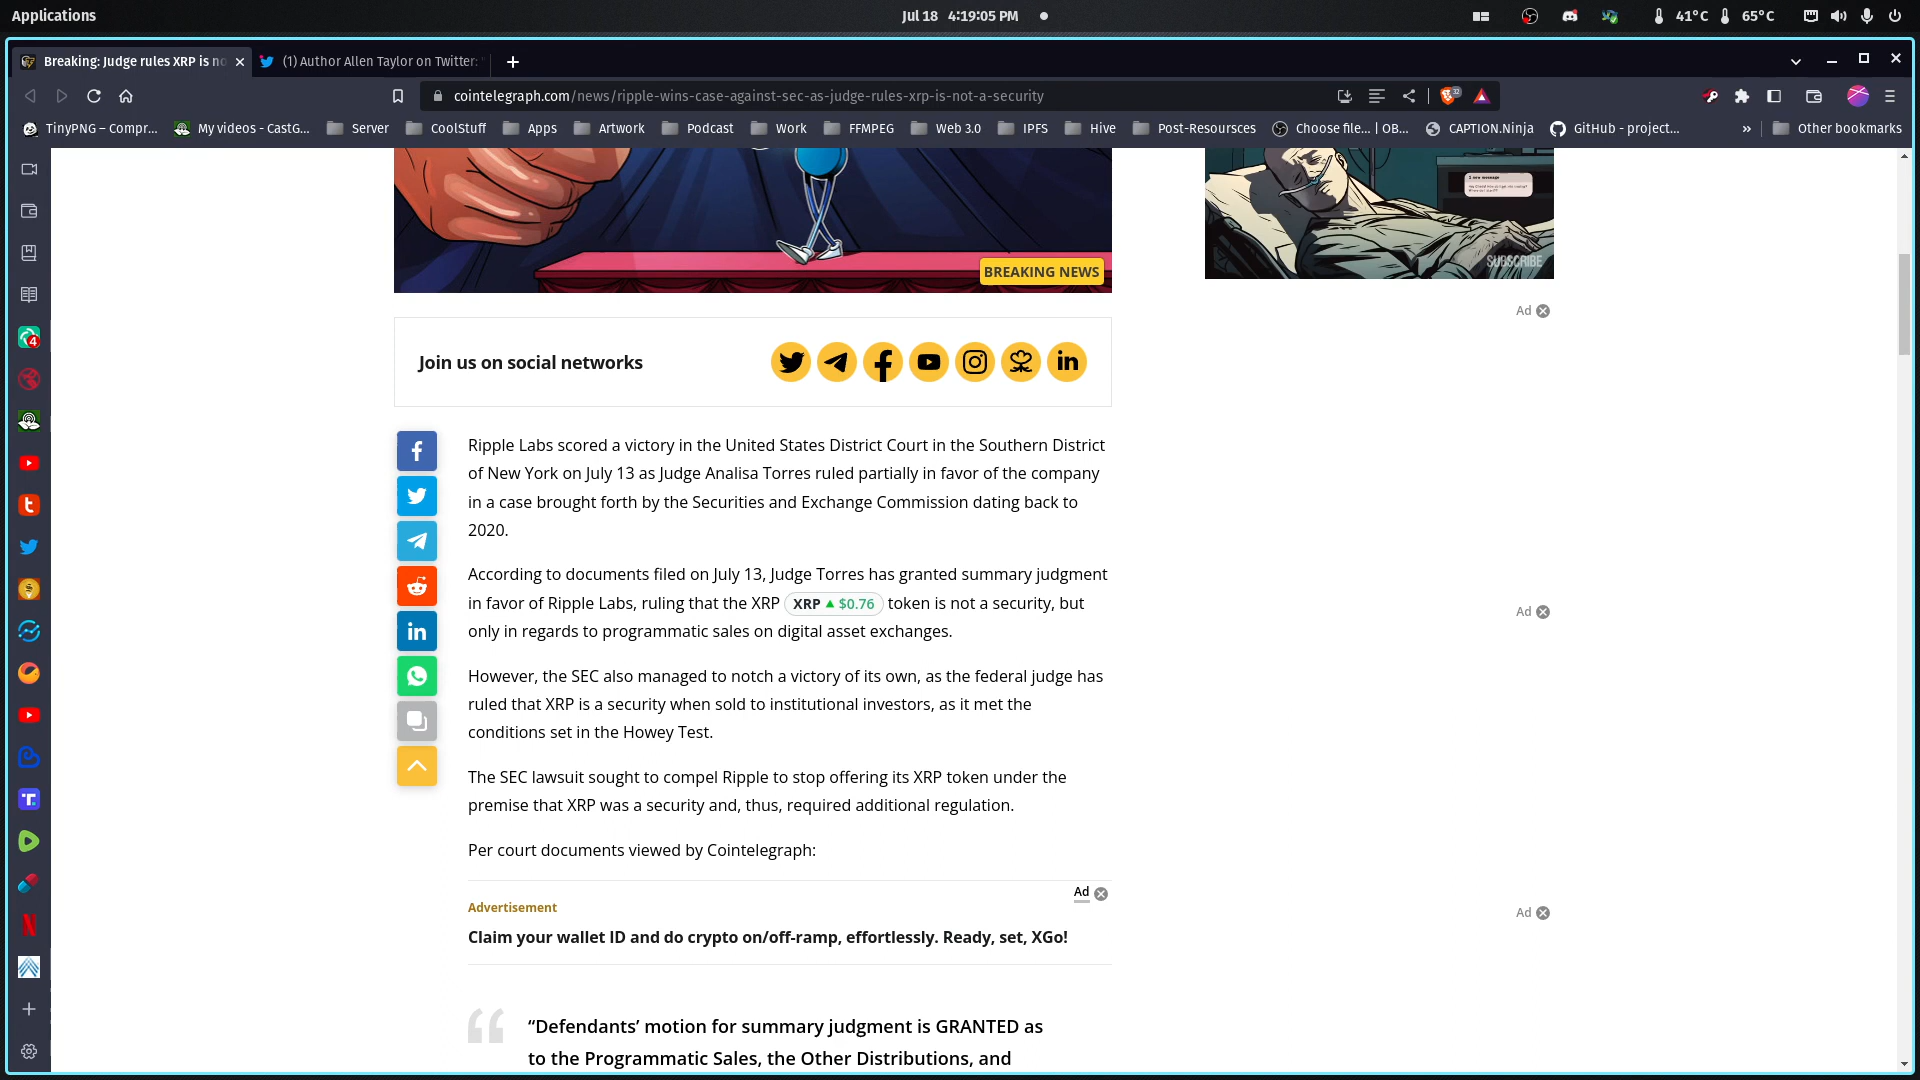 Applications
Jul 18 4:19:05 PM
41°C 65°C
Breaking: Judge rules XRP is no
(1) Author Allen Taylor on Twitter:
cointelegraph.com/news/ripple-wins-case-against-sec-as-judge-rules-xrp-is-not-a-security
TinyPNG – Compr... My videos - CastG... Server CoolStuff Apps Artwork Podcast Work FFMPEG Web 3.0 IPFS Hive Post-Resoursces Choose file... | OB... CAPTION.Ninja GitHub - project... » Other bookmarks
BREAKING NEWS
1 new message
SUBSCRIBE
Ad
Join us on social networks
Ripple Labs scored a victory in the United States District Court in the Southern District
of New York on July 13 as Judge Analisa Torres ruled partially in favor of the company
in a case brought forth by the Securities and Exchange Commission dating back to
2020.
According to documents filed on July 13, Judge Torres has granted summary judgment
in favor of Ripple Labs, ruling that the XRP XRP ▲ $0.76 token is not a security, but
only in regards to programmatic sales on digital asset exchanges.
Ad
However, the SEC also managed to notch a victory of its own, as the federal judge has
ruled that XRP is a security when sold to institutional investors, as it met the
conditions set in the Howey Test.
The SEC lawsuit sought to compel Ripple to stop offering its XRP token under the
premise that XRP was a security and, thus, required additional regulation.
Per court documents viewed by Cointelegraph:
Ad
Advertisement
Claim your wallet ID and do crypto on/off-ramp, effortlessly. Ready, set, XGo!
Ad
“Defendants’ motion for summary judgment is GRANTED as
to the Programmatic Sales, the Other Distributions, and